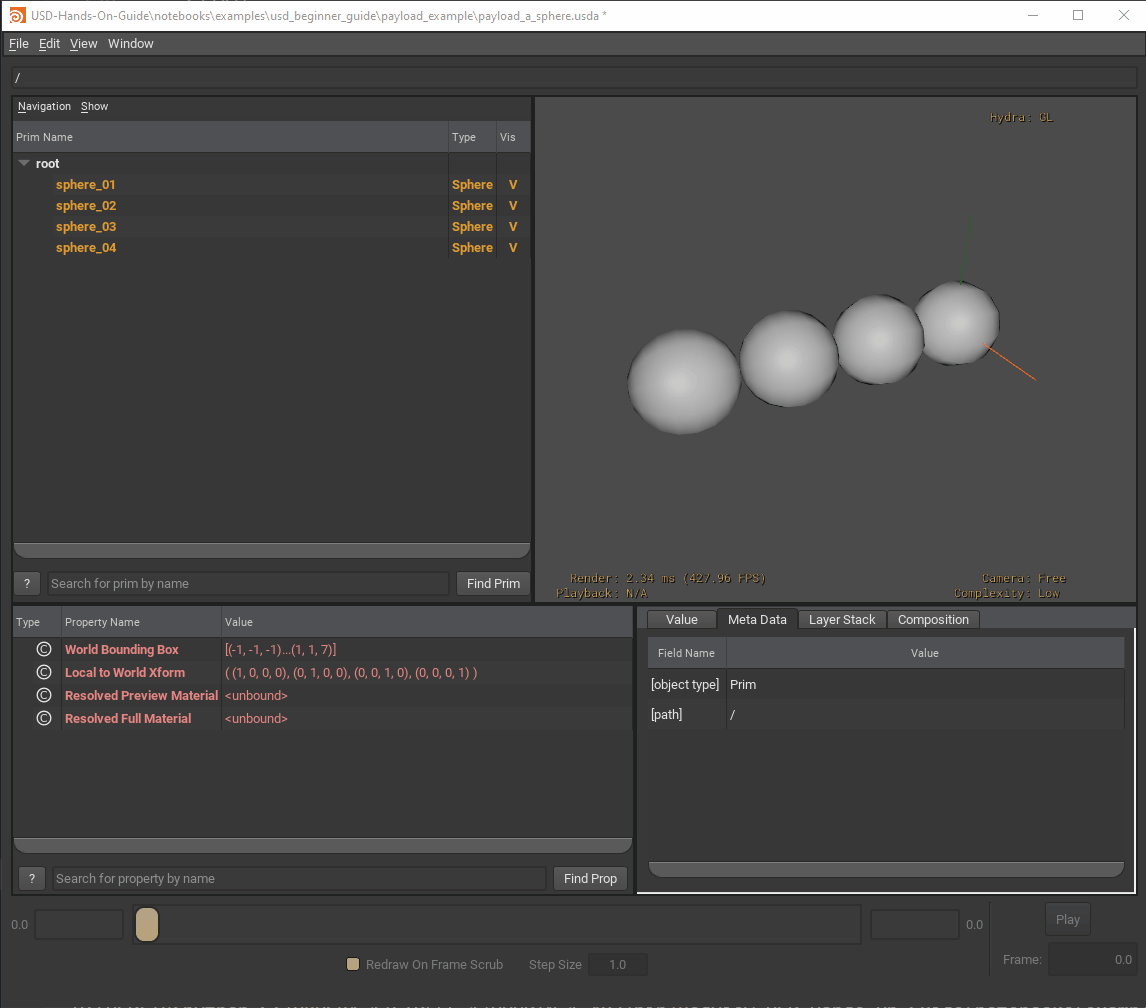 USD-Hands-On-Guide\notebooks\examples\usd_beginner_guide\payload_example\payload_a_sphere.usda *
File Edit View Window
/
Navigation Show
Prim Name Type Vis
root
sphere_01 Sphere V
sphere_02 Sphere V
sphere_03 Sphere V
sphere_04 Sphere V
? Search for prim by name Find Prim
Hydra: GL
Render: 2.34 ms (427.96 FPS)
Playback: N/A
Camera: Free
Complexity: Low
Type Property Name Value
C World Bounding Box [(-1, -1, -1)...(1, 1, 7)]
C Local to World Xform ( (1, 0, 0, 0), (0, 1, 0, 0), (0, 0, 1, 0), (0, 0, 0, 1) )
C Resolved Preview Material <unbound>
C Resolved Full Material <unbound>
? Search for property by name Find Prop
Value Meta Data Layer Stack Composition
Field Name Value
[object type] Prim
[path] /
0.0 0.0 Play
Redraw On Frame Scrub Step Size 1.0 Frame: 0.0